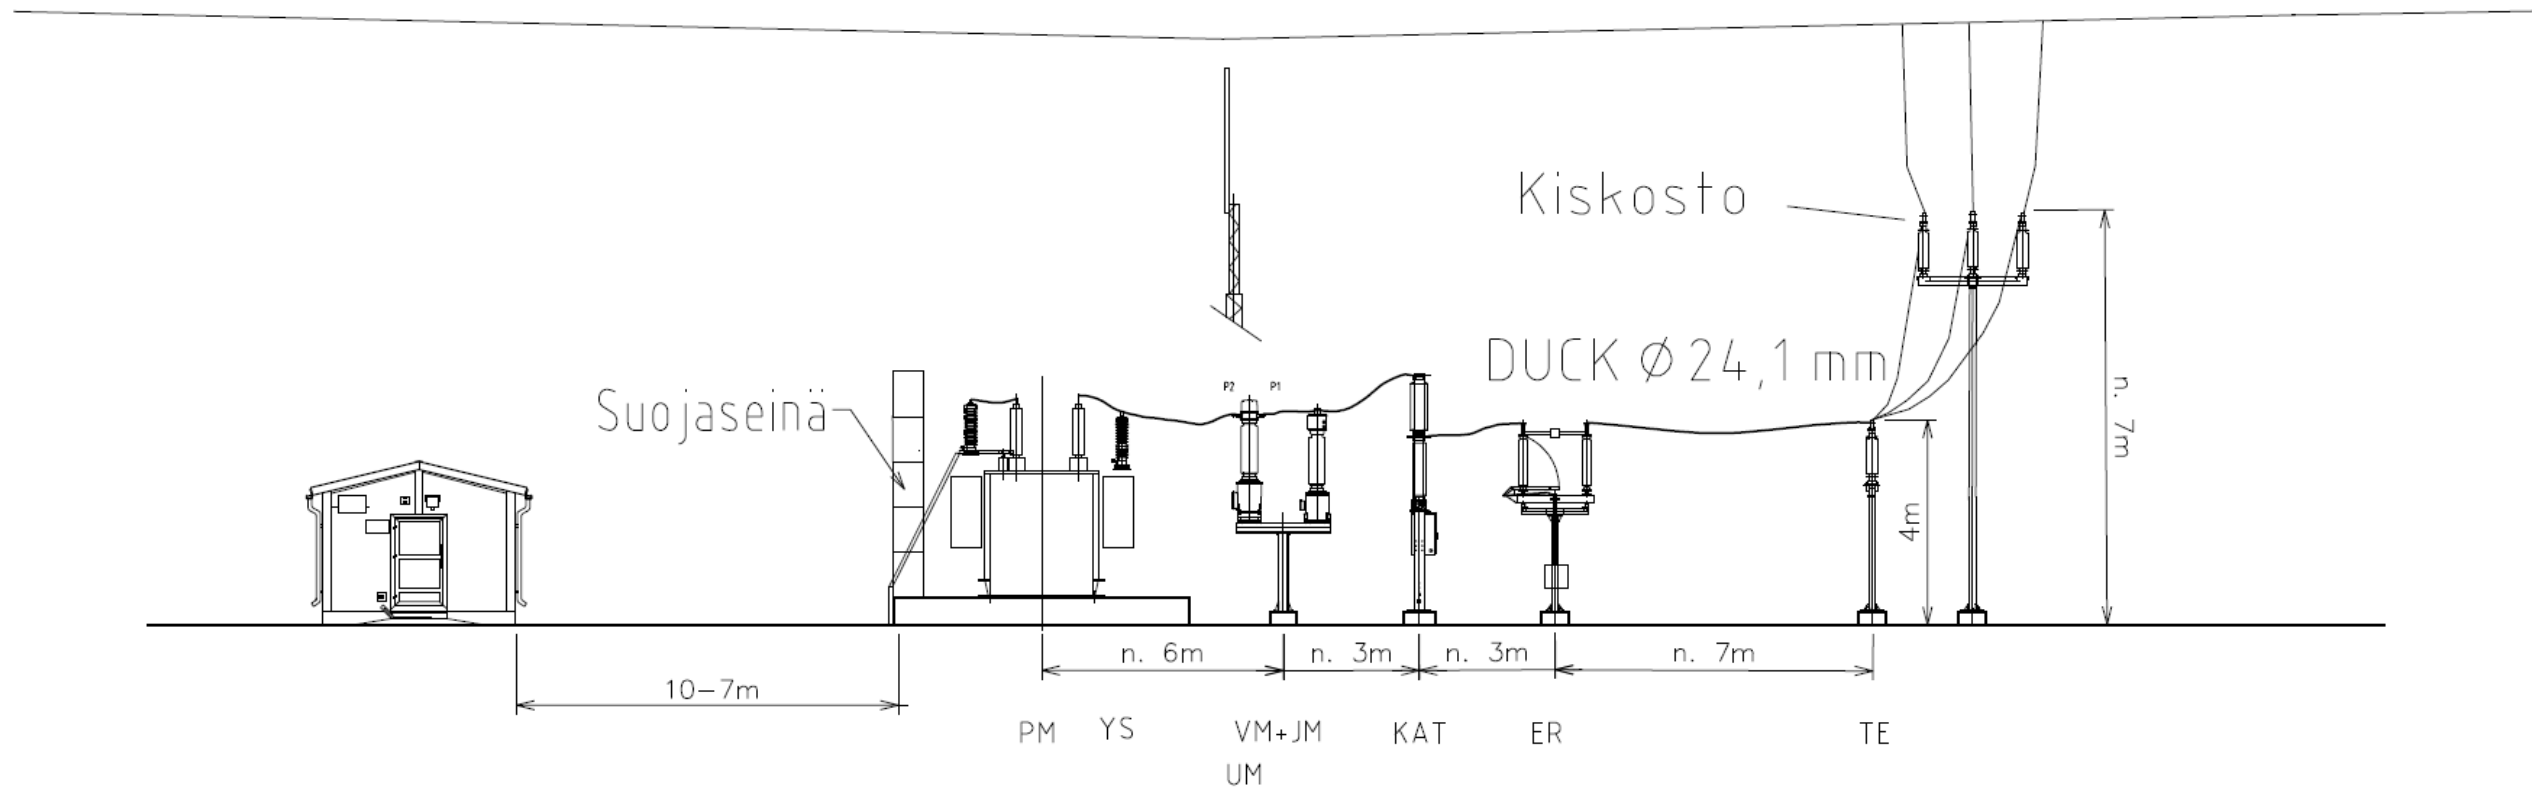 Kiskosto
DUCK Ø 24,1 mm
Suojaseinä
P2 P1
n. 7m
4m
n. 6m n. 3m n. 3m n. 7m
10-7m
PM YS VM+JM KAT ER TE
UM